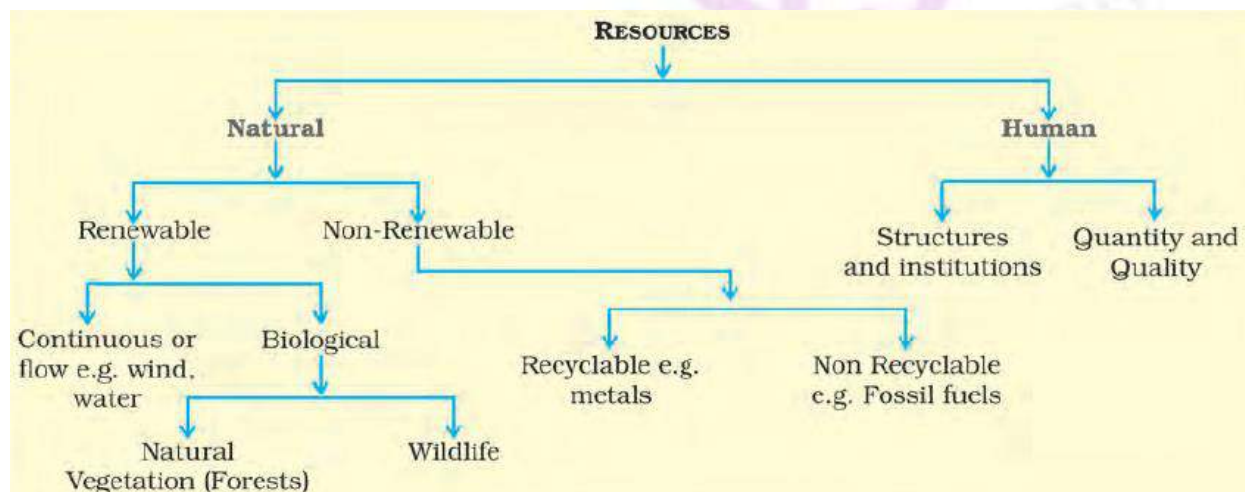 RESOURCES
Natural
Human
Renewable
Non-Renewable
Structures
and institutions
Quantity and
Quality
Continuous or
flow e.g. wind,
water
Biological
Recyclable e.g.
metals
Non Recyclable
e.g. Fossil fuels
Natural
Vegetation (Forests)
Wildlife